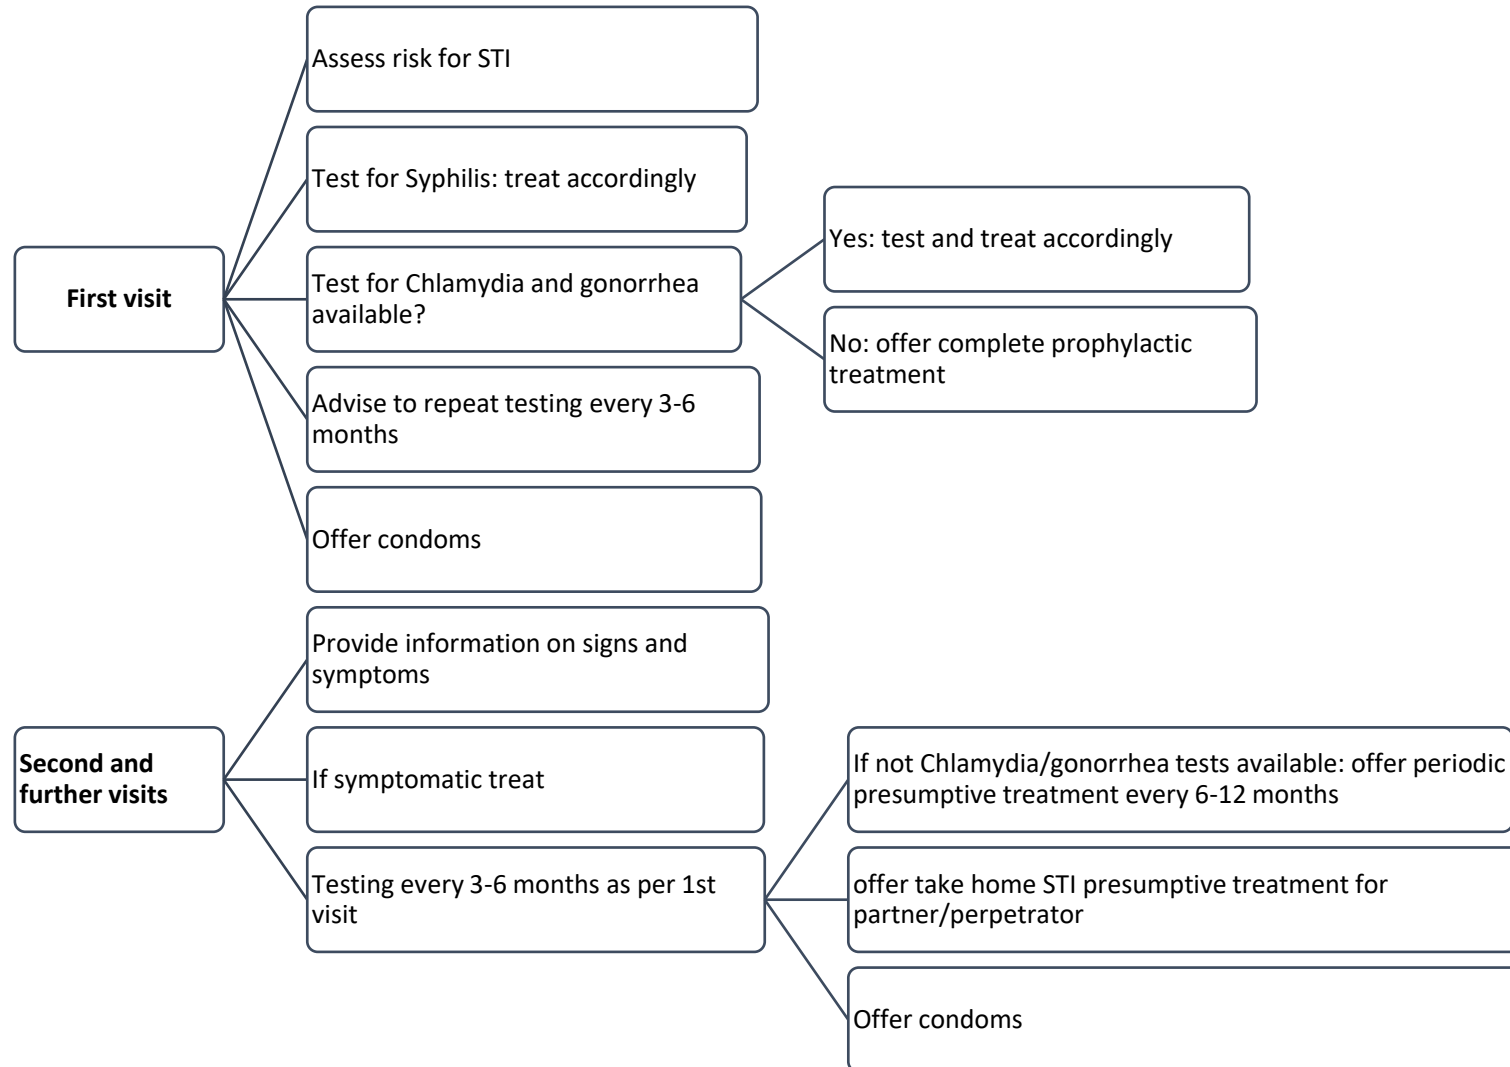 First visit
Assess risk for STI
Test for Syphilis: treat accordingly
Test for Chlamydia and gonorrhea
available?
Yes: test and treat accordingly
No: offer complete prophylactic
treatment
Advise to repeat testing every 3-6
months
Offer condoms
Second and
further visits
Provide information on signs and
symptoms
If symptomatic treat
Testing every 3-6 months as per 1st
visit
If not Chlamydia/gonorrhea tests available: offer periodic
presumptive treatment every 6-12 months
offer take home STI presumptive treatment for
partner/perpetrator
Offer condoms